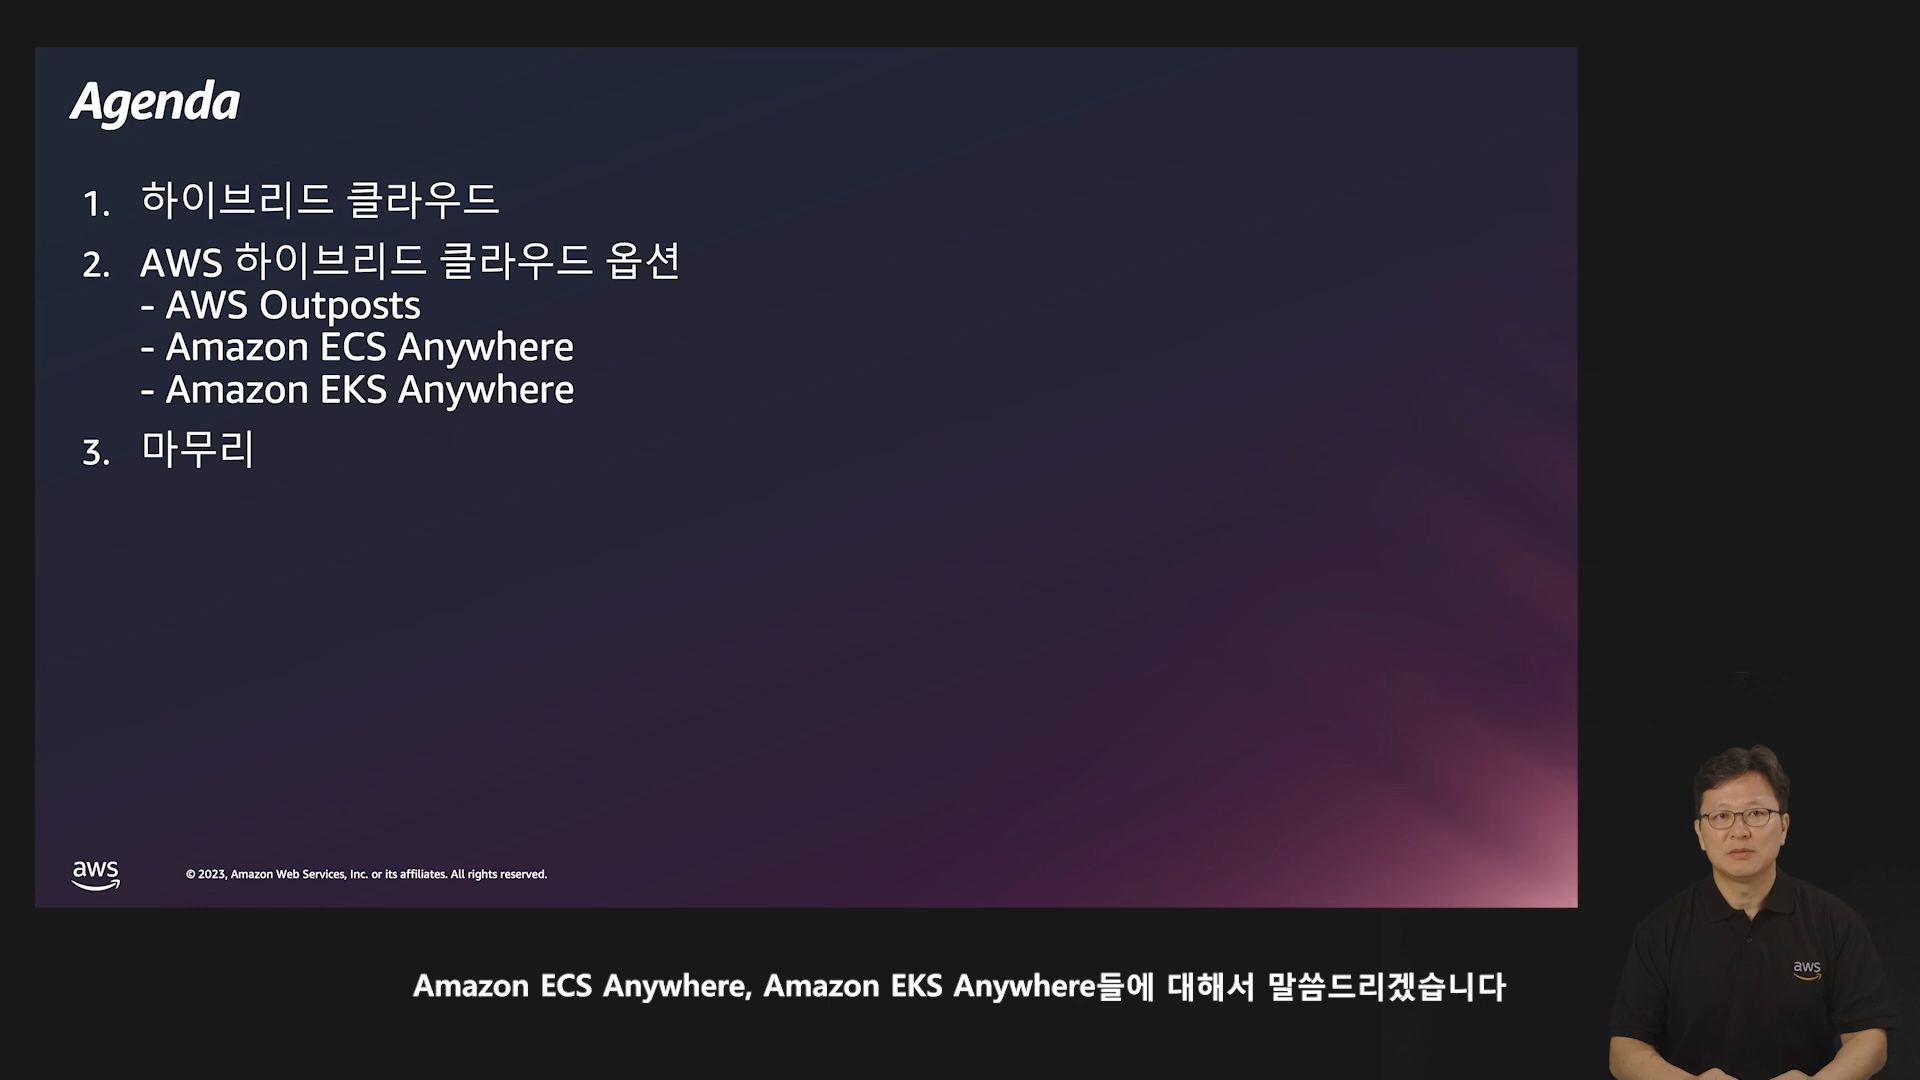 Agenda
1. 하이브리드 클라우드
2. AWS 하이브리드 클라우드 옵션
- AWS Outposts
- Amazon ECS Anywhere
- Amazon EKS Anywhere
3. 마무리
aws
© 2023, Amazon Web Services, Inc. or its affiliates. All rights reserved.
aws
Amazon ECS Anywhere, Amazon EKS Anywhere들에 대해서 말씀드리겠습니다